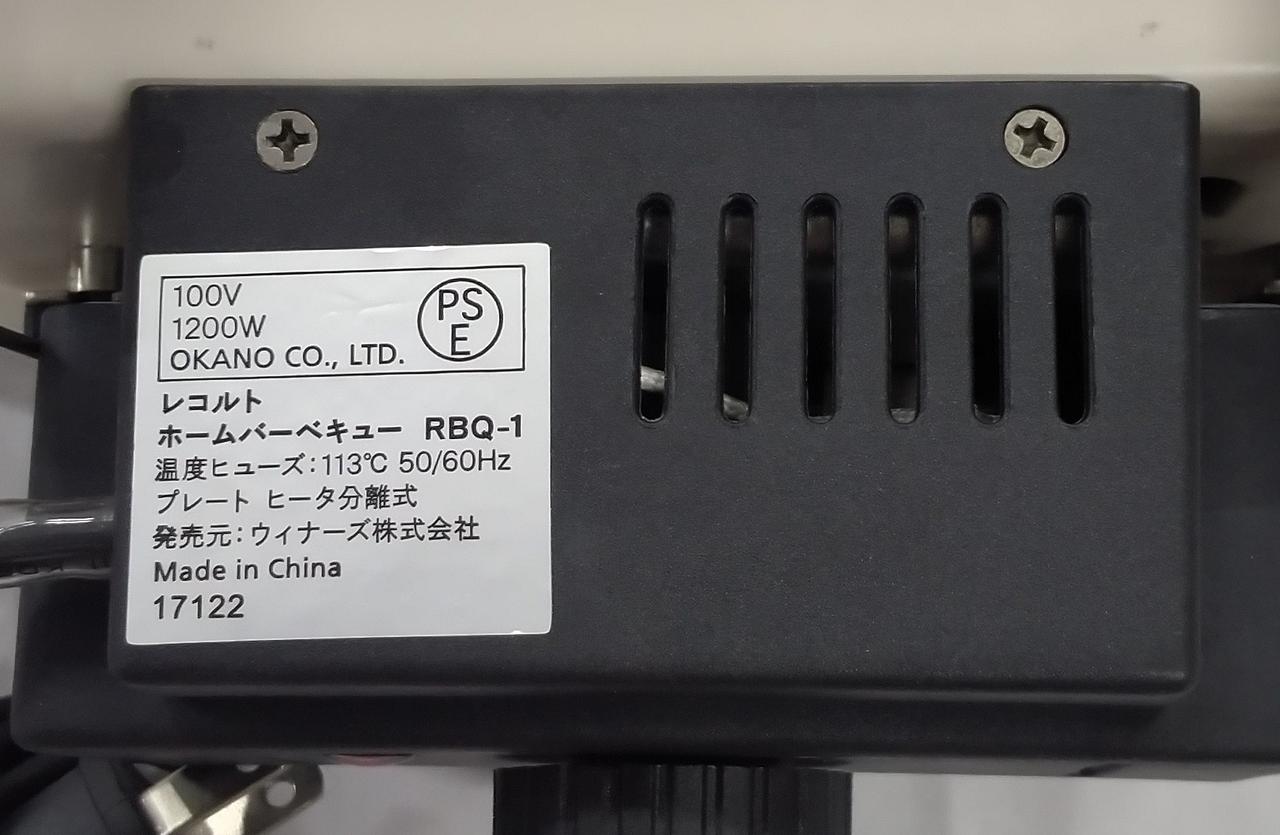 100V
1200W
OKANO CO., LTD.
PS
E
レコルト
ホームバーベキュー RBQ-1
温度ヒューズ:113℃ 50/60Hz
プレート ヒータ分離式
発売元:ウィナーズ株式会社
Made in China
17122